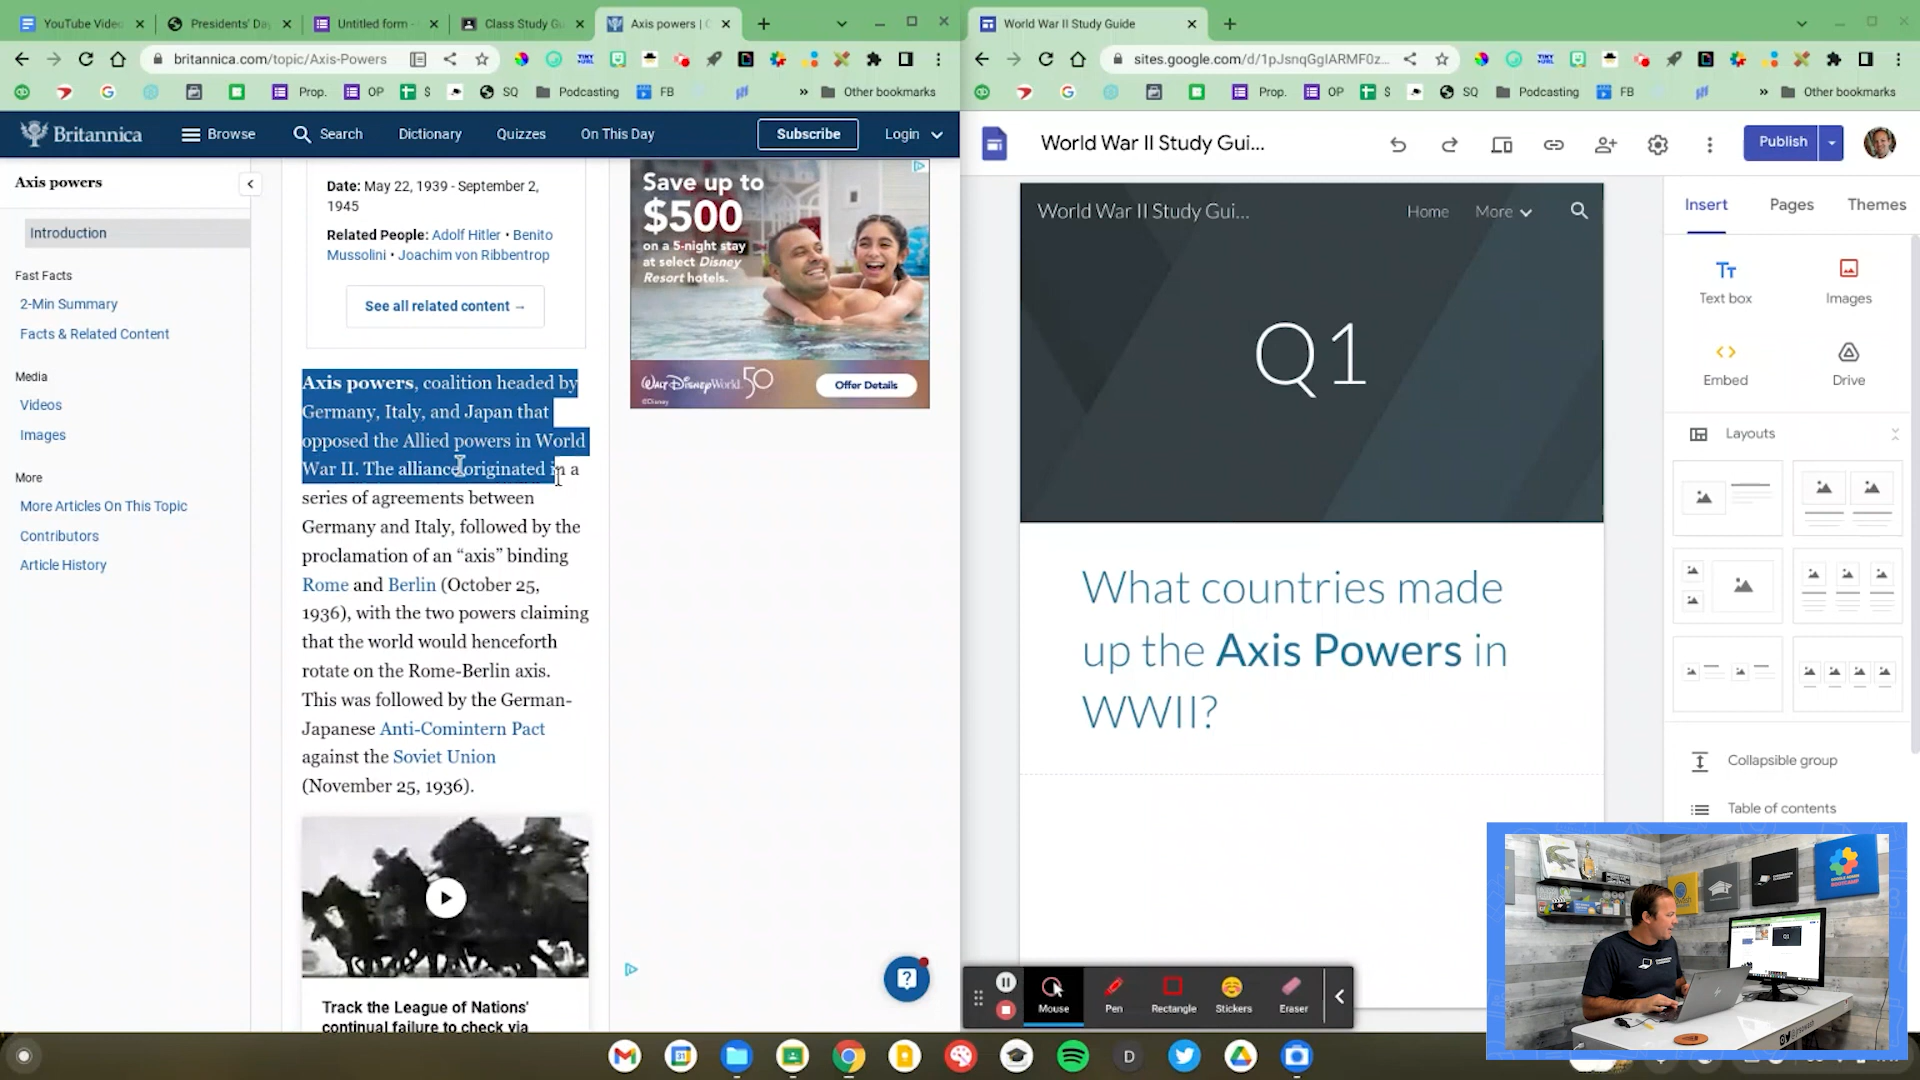 YouTube Vide
Presidents' Day
Untitled form -
Class Study Gu
Axis powers |
britannica.com/topic/Axis-Powers
Prop.
OP
$
SQ
Podcasting
FB
»
Other bookmarks
Britannica
Browse
Search
Dictionary
Quizzes
On This Day
Subscribe
Login
Axis powers
Introduction
Fast Facts
2-Min Summary
Facts & Related Content
Media
Videos
Images
More
More Articles On This Topic
Contributors
Article History
Date: May 22, 1939 - September 2,
1945
Related People: Adolf Hitler • Benito
Mussolini • Joachim von Ribbentrop
See all related content →
Axis powers, coalition headed by
Germany, Italy, and Japan that
opposed the Allied powers in World
War II. The alliance originated in a
series of agreements between
Germany and Italy, followed by the
proclamation of an “axis” binding
Rome and Berlin (October 25,
1936), with the two powers claiming
that the world would henceforth
rotate on the Rome-Berlin axis.
This was followed by the German-
Japanese Anti-Comintern Pact
against the Soviet Union
(November 25, 1936).
Track the League of Nations'
continual failure to check via
Save up to
$500
on a 5-night stay
at select Disney
Resort hotels.
Walt Disney World 50
©Disney
Offer Details
World War II Study Guide
sites.google.com/d/1pJsnqGglARMF0z...
Prop.
OP
$
SQ
Podcasting
FB
»
Other bookmarks
World War II Study Gui...
Publish
World War II Study Gui...
Home
More
Q1
What countries made
up the Axis Powers in
WWII?
Insert
Pages
Themes
Text box
Images
Embed
Drive
Layouts
Collapsible group
Table of contents
Mouse
Pen
Rectangle
Stickers
Eraser
31
D